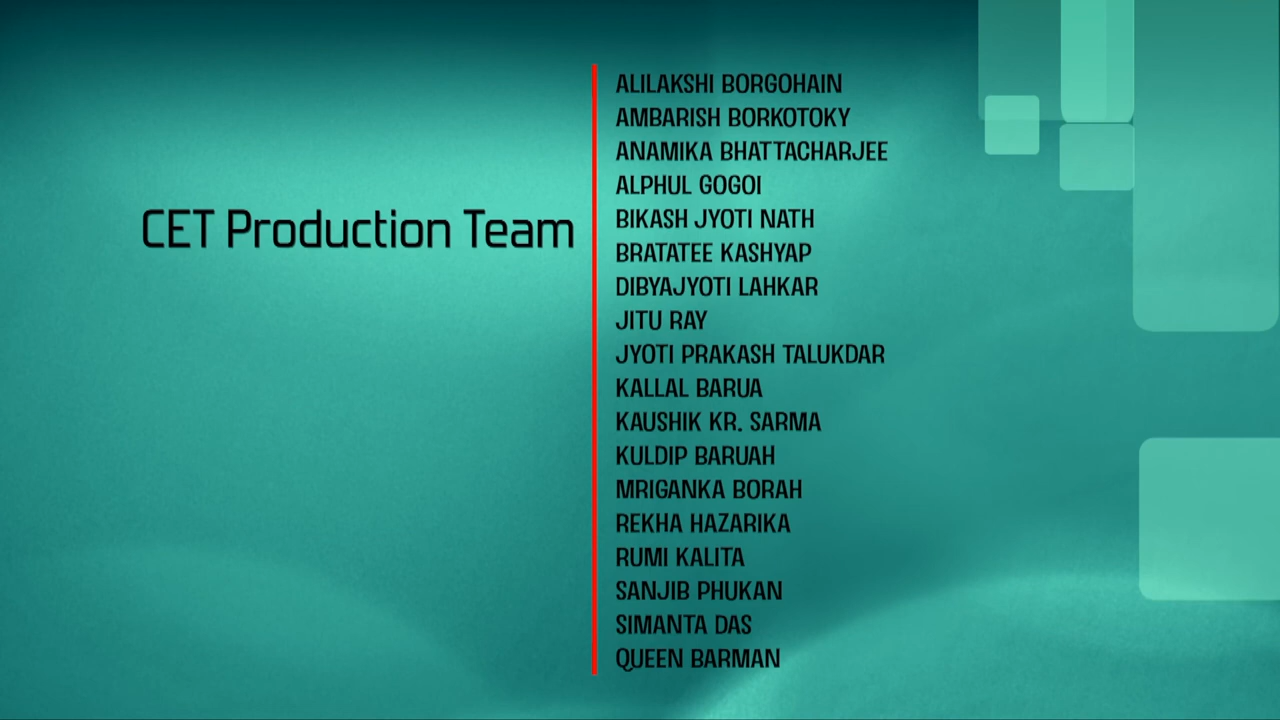 CET Production Team
ALILAKSHI BORGOHAIN
AMBARISH BORKOTOKY
ANAMIKA BHATTACHARJEE
ALPHUL GOGOI
BIKASH JYOTI NATH
BRATATEE KASHYAP
DIBYAJYOTI LAHKAR
JITU RAY
JYOTI PRAKASH TALUKDAR
KALLAL BARUA
KAUSHIK KR. SARMA
KULDIP BARUAH
MRIGANKA BORAH
REKHA HAZARIKA
RUMI KALITA
SANJIB PHUKAN
SIMANTA DAS
QUEEN BARMAN